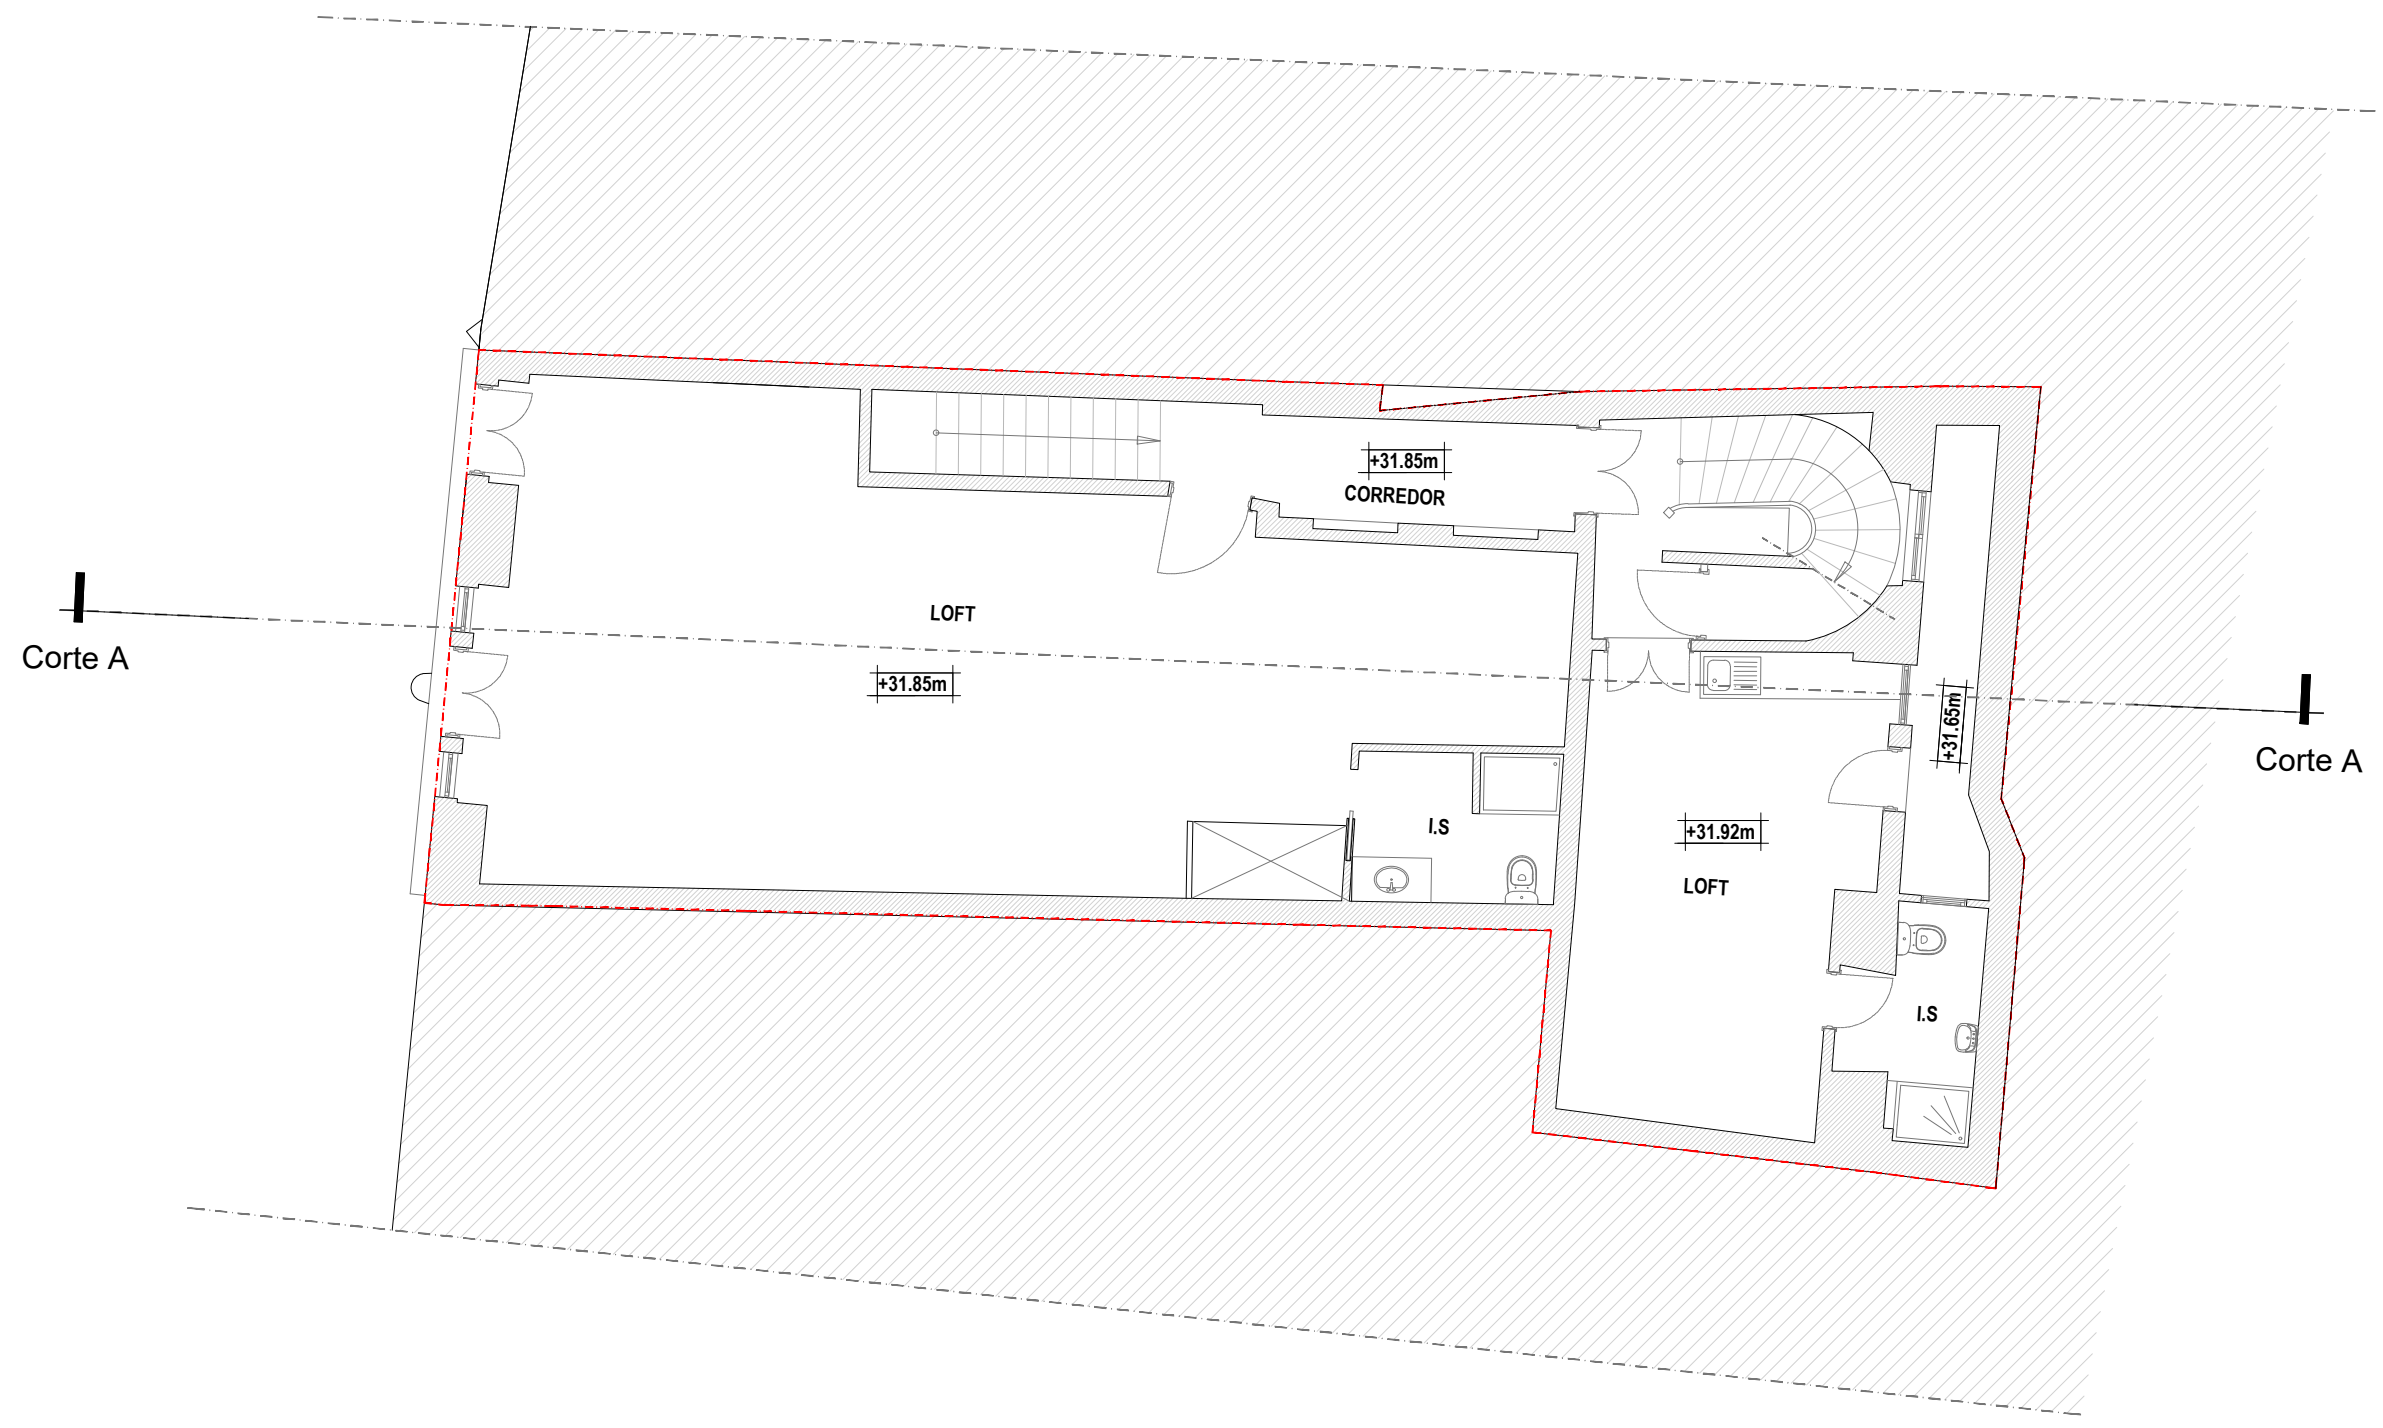 +31.85m
CORREDOR
LOFT
+31.85m
Corte A
+31.65m
Corte A
I.S
+31.92m
LOFT
I.S